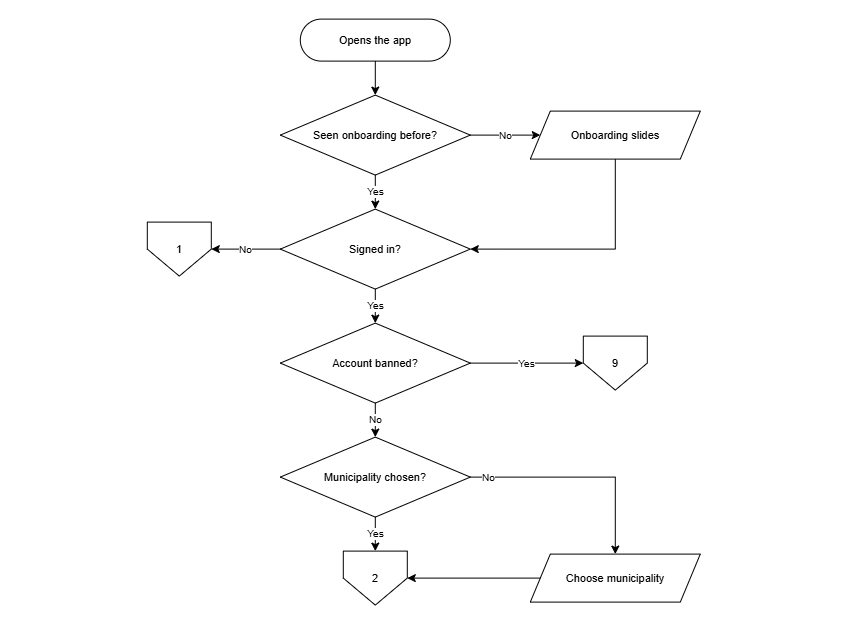 Opens the app
Seen onboarding before?
No
Onboarding slides
Yes
1
No
Signed in?
Yes
Account banned?
Yes
9
No
Municipality chosen?
No
Yes
2
Choose municipality